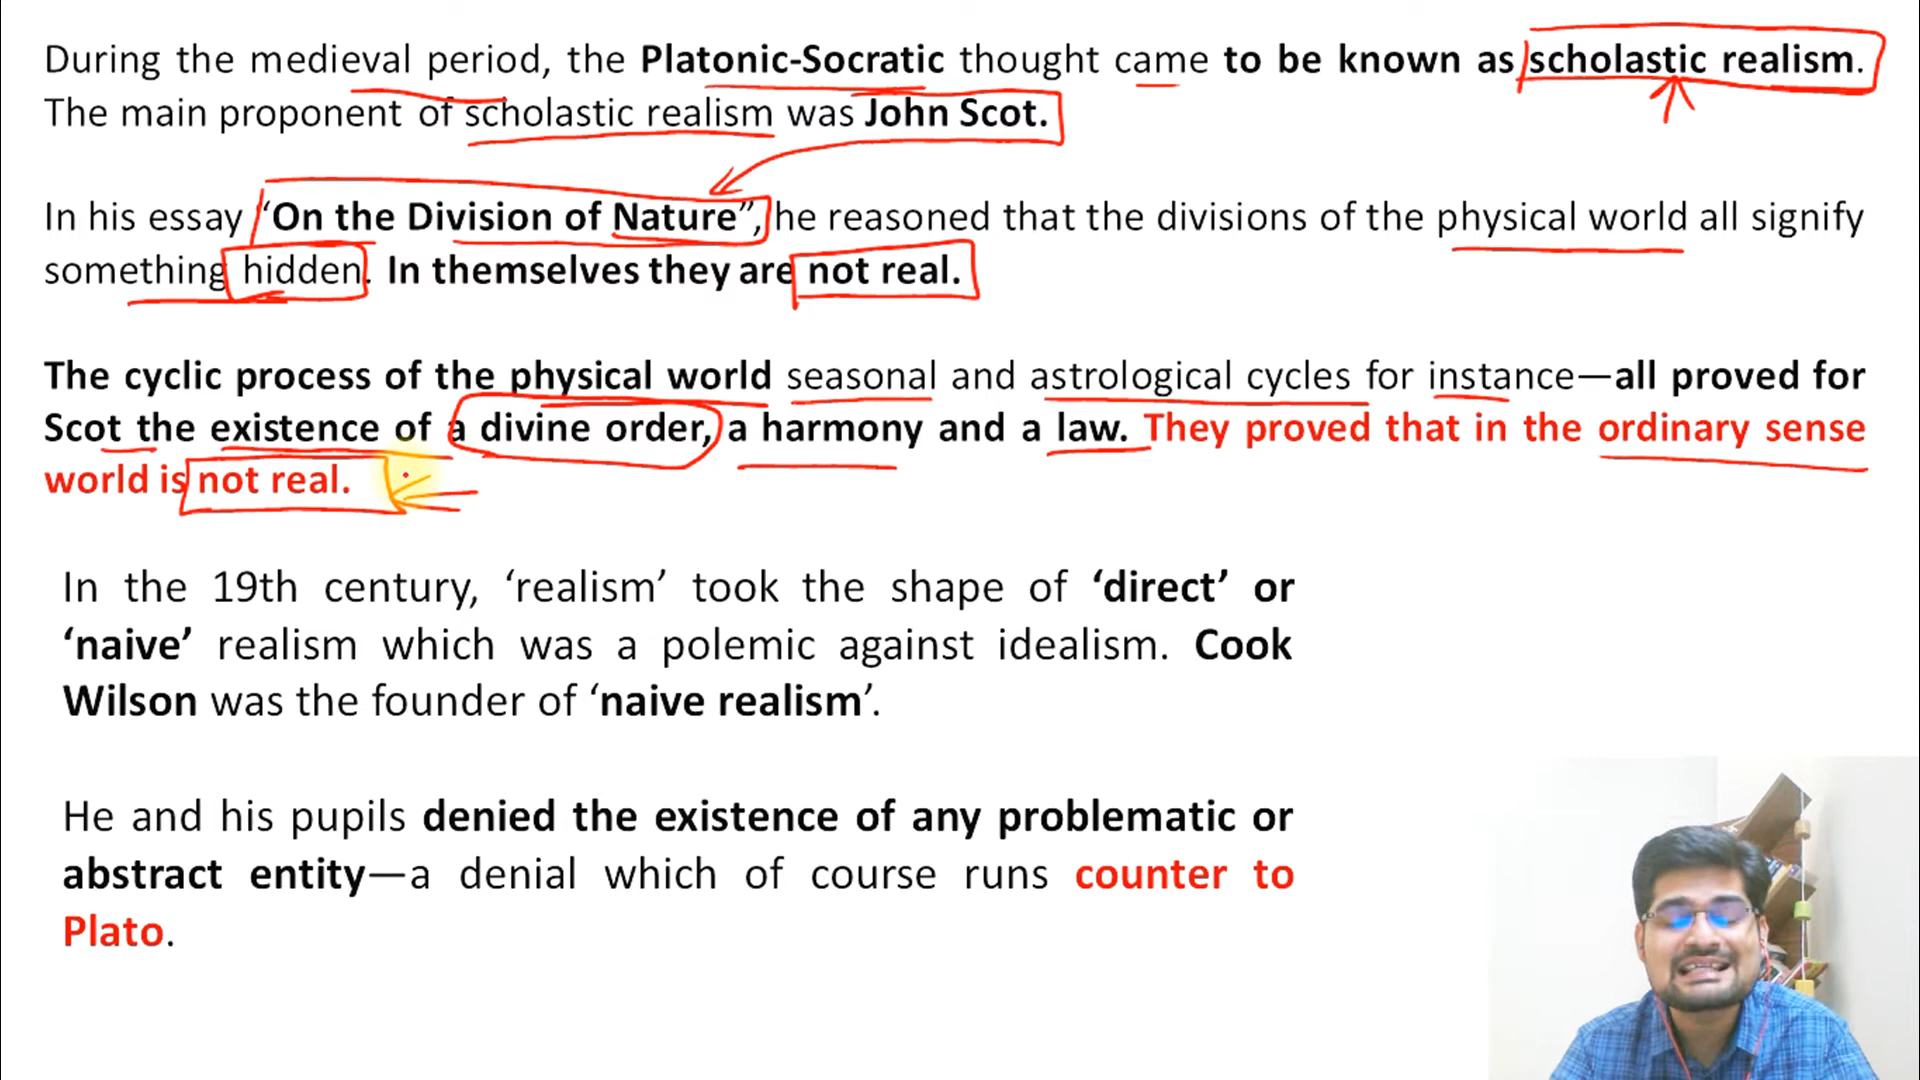 During the medieval period, the Platonic-Socratic thought came to be known as scholastic realism.
The main proponent of scholastic realism was John Scot.
In his essay “On the Division of Nature”, he reasoned that the divisions of the physical world all signify
something hidden. In themselves they are not real.
The cyclic process of the physical world seasonal and astrological cycles for instance—all proved for
Scot the existence of a divine order, a harmony and a law. They proved that in the ordinary sense
world is not real.
In the 19th century, ‘realism’ took the shape of ‘direct’ or
‘naive’ realism which was a polemic against idealism. Cook
Wilson was the founder of ‘naive realism’.
He and his pupils denied the existence of any problematic or
abstract entity—a denial which of course runs counter to
Plato.